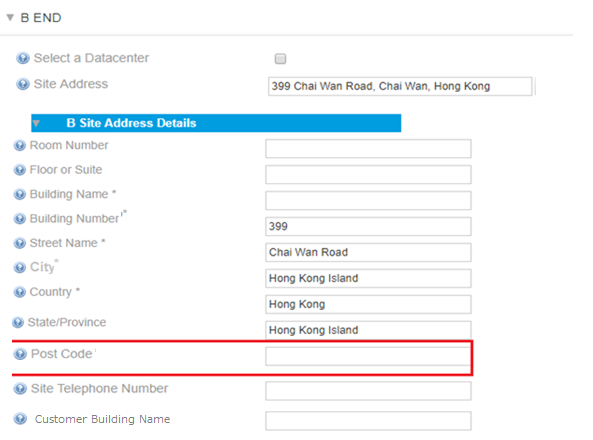 B END
Select a Datacenter
Site Address 399 Chai Wan Road, Chai Wan, Hong Kong
B Site Address Details
Room Number
Floor or Suite
Building Name *
Building Number * 399
Street Name * Chai Wan Road
City * Hong Kong Island
Country * Hong Kong
State/Province Hong Kong Island
Post Code
Site Telephone Number
Customer Building Name